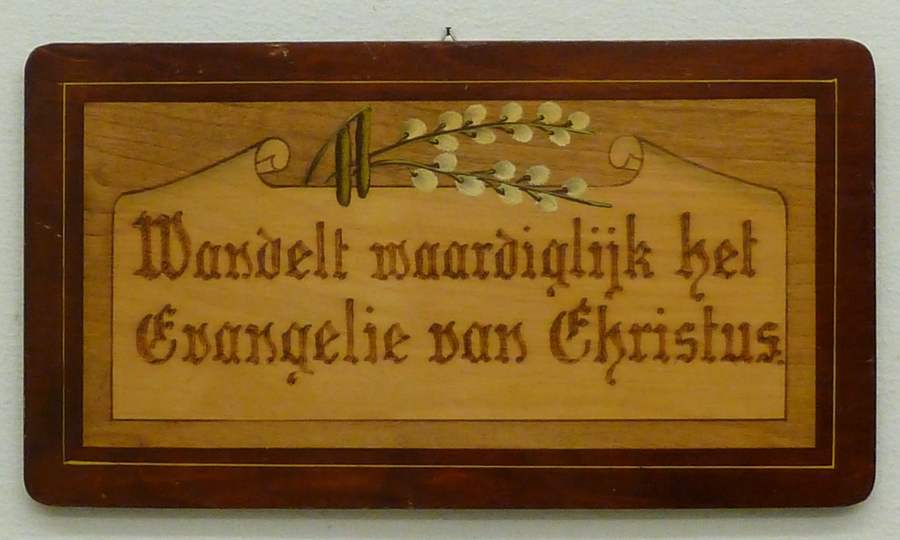 Wandelt waardiglijk het
Evangelie van Christus.